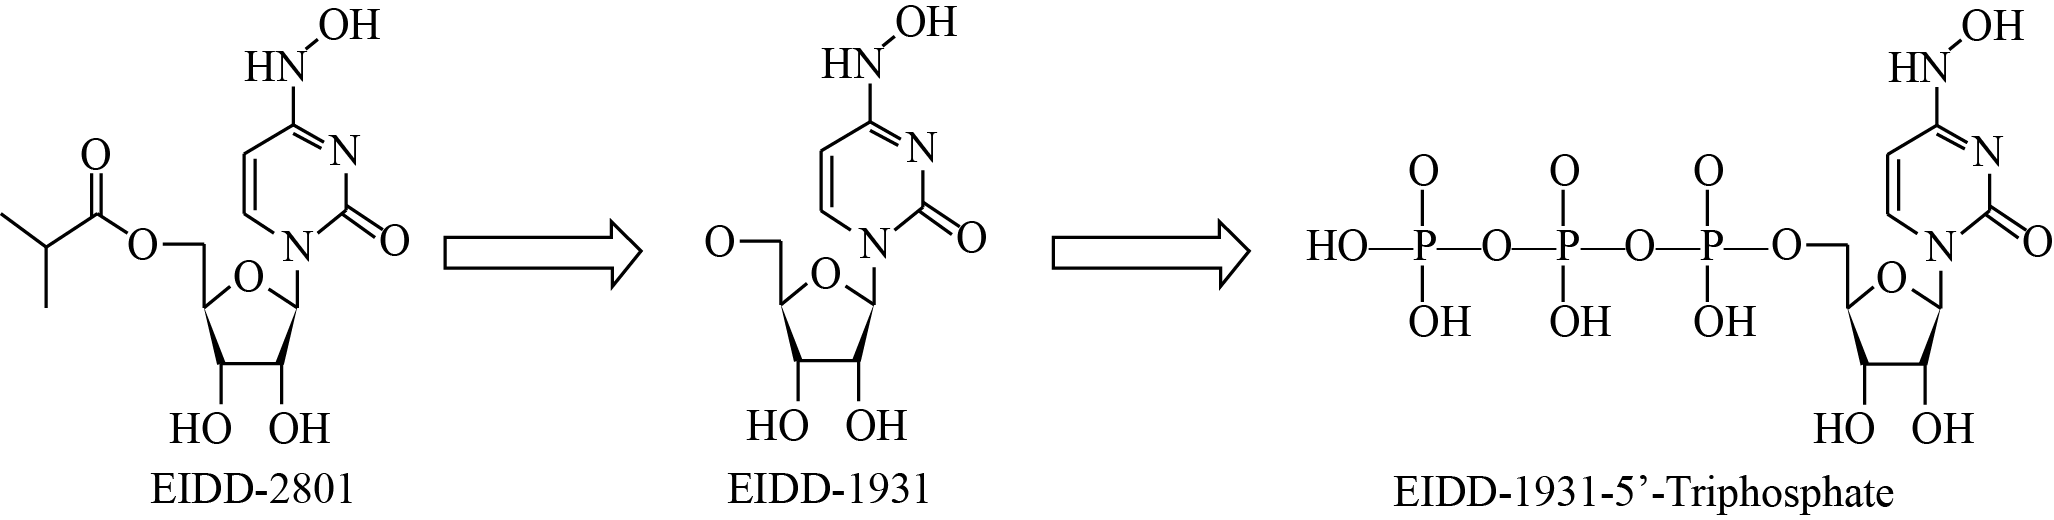 OH
HN
N
O
O
N
O
O
HO OH
EIDD-2801
OH
HN
N
O
N
O
O
HO OH
EIDD-1931
OH
HN
N
O O O
HO P O P O P O
N
O
O
OH OH OH
HO OH
EIDD-1931-5’-Triphosphate